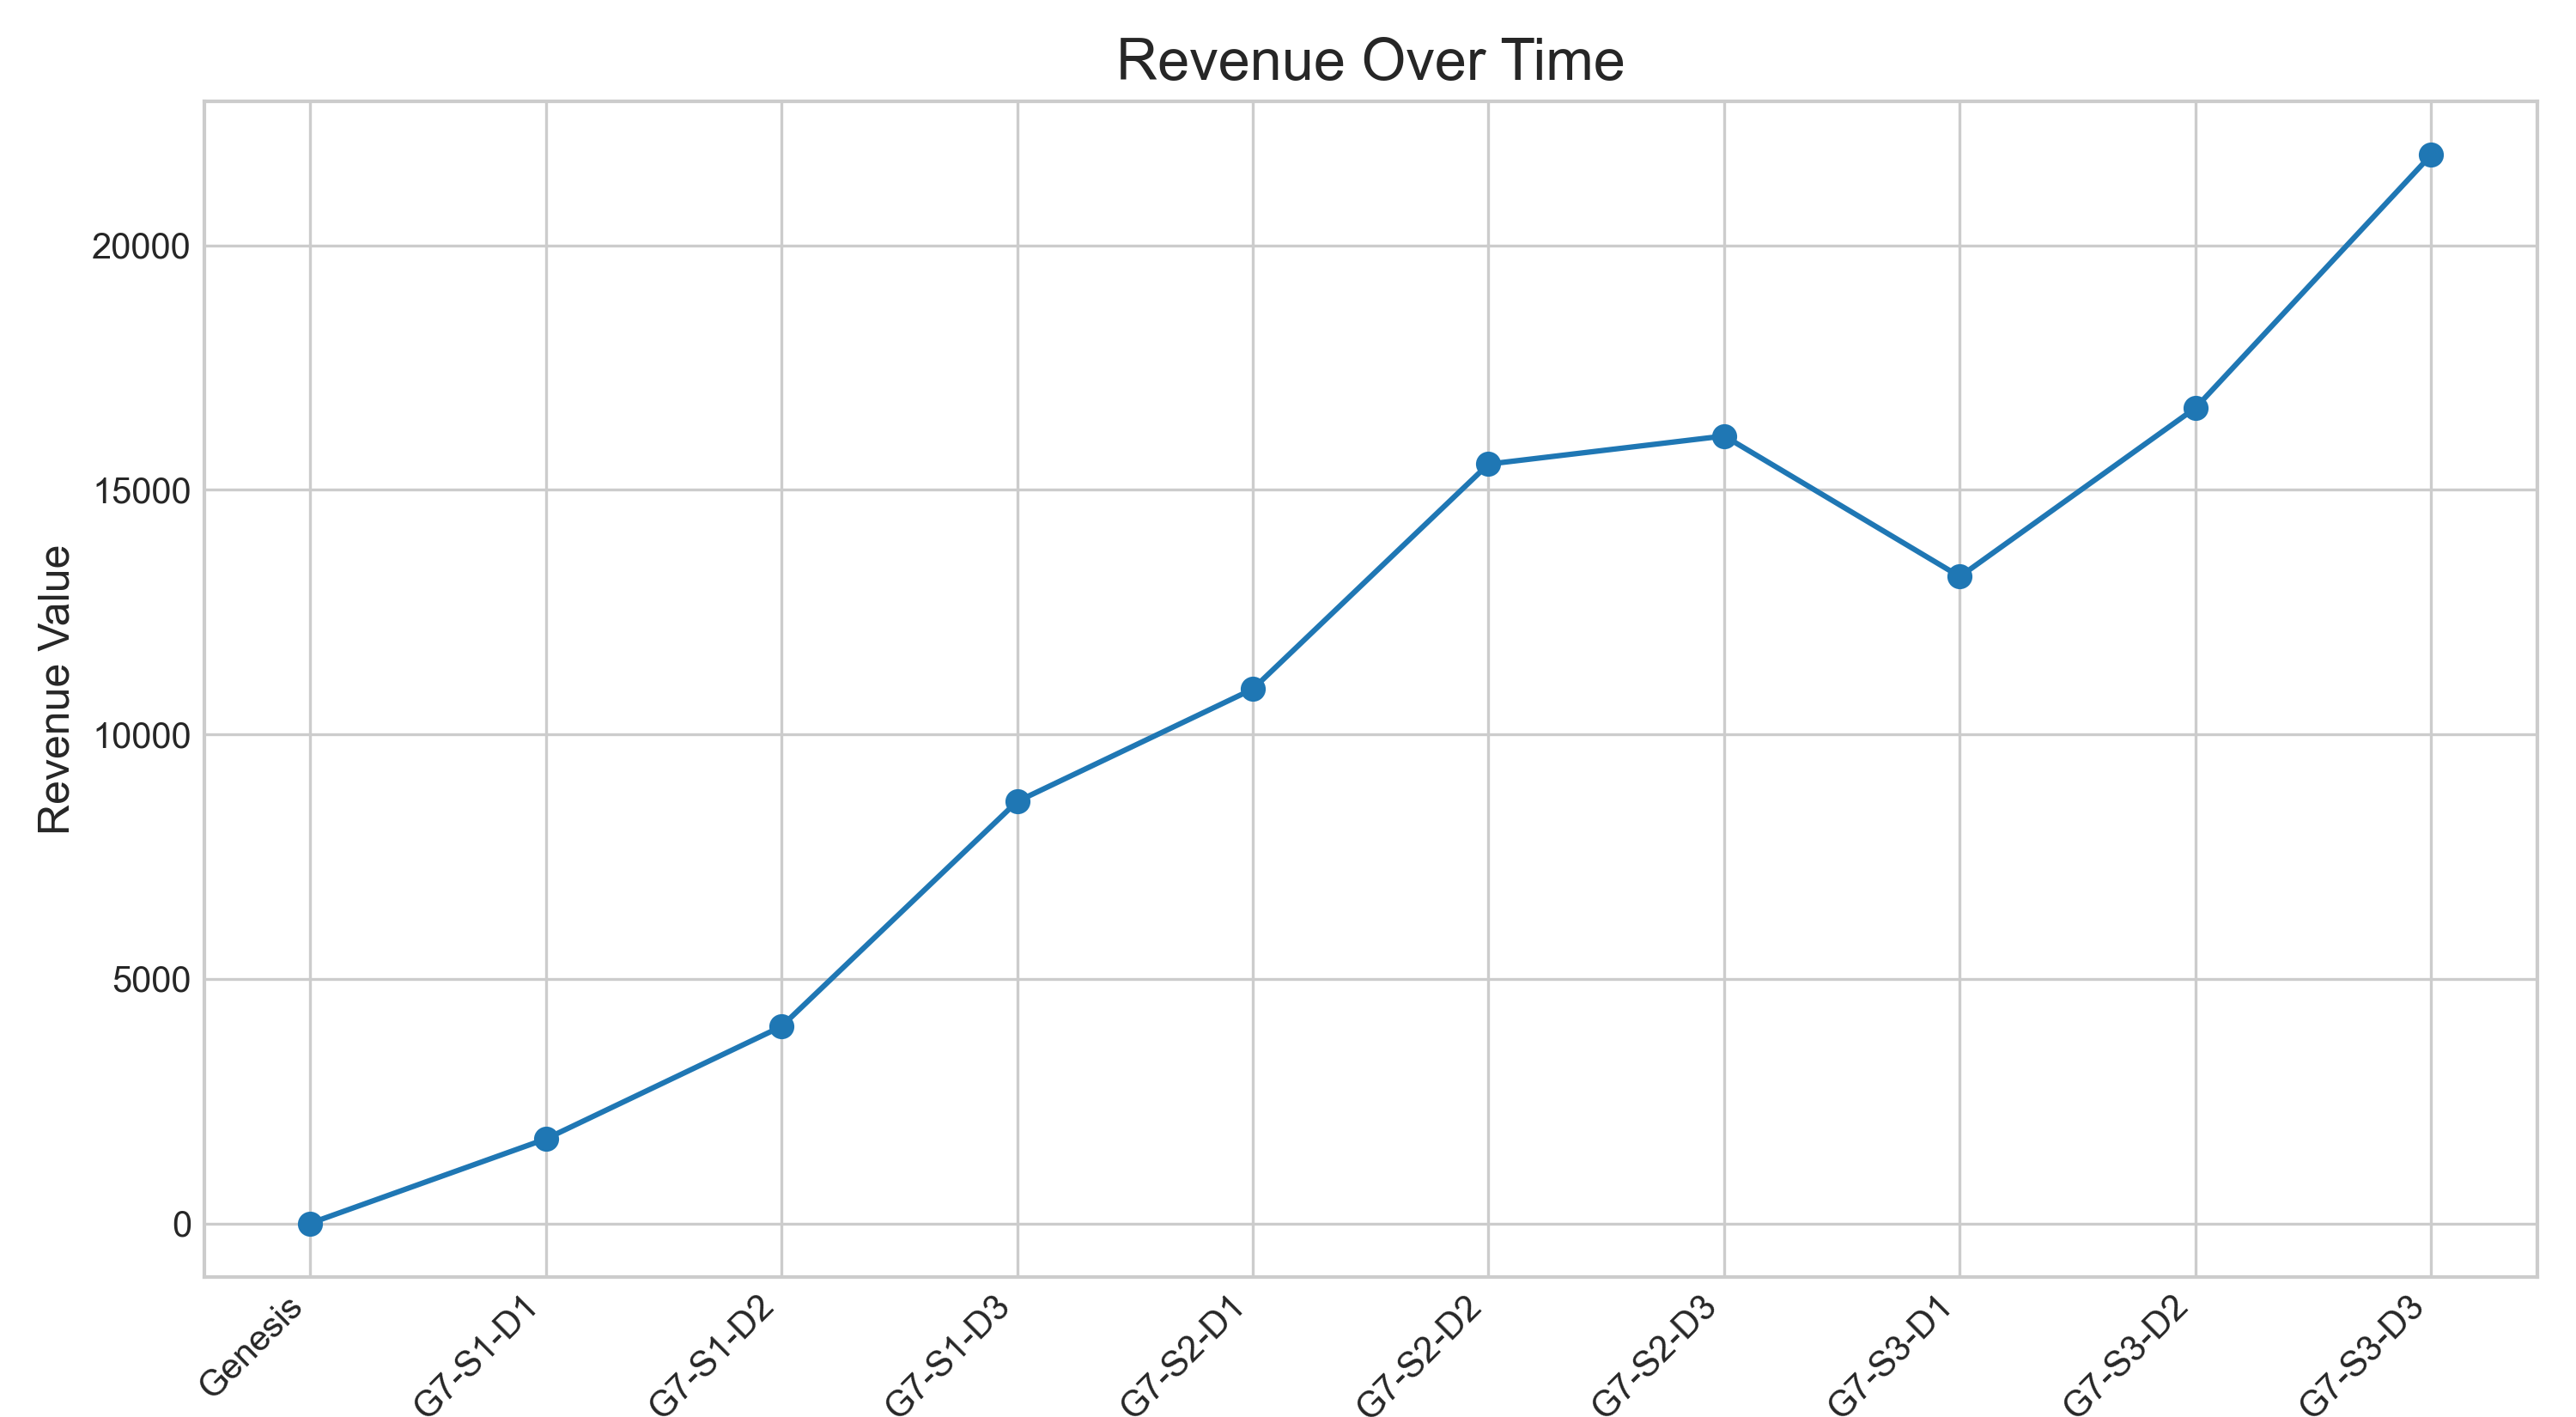 Revenue Over Time
Revenue Value
20000
15000
10000
5000
0
Genesis
G7-S1-D1
G7-S1-D2
G7-S1-D3
G7-S2-D1
G7-S2-D2
G7-S2-D3
G7-S3-D1
G7-S3-D2
G7-S3-D3